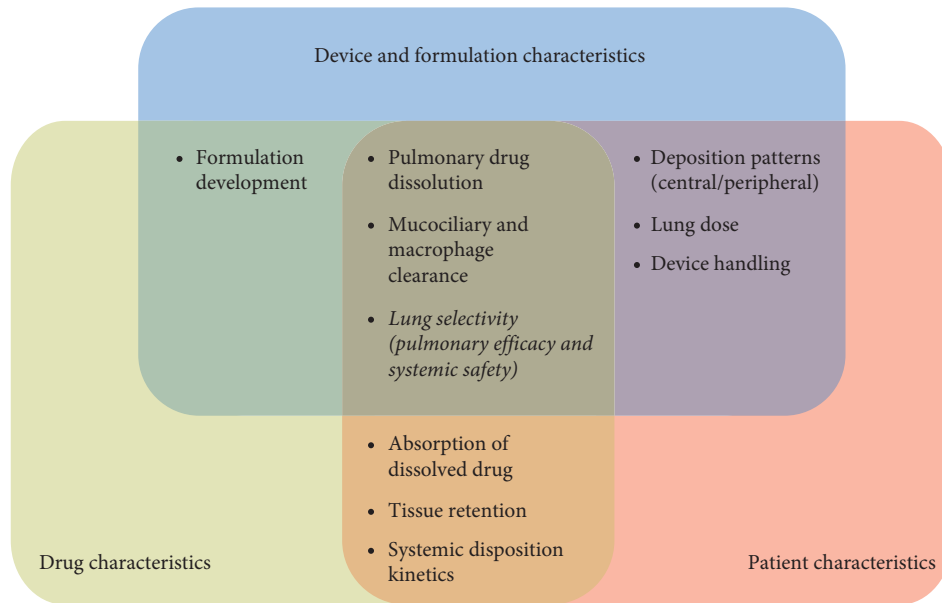 Device and formulation characteristics
• Formulation
development
• Pulmonary drug
dissolution
• Mucociliary and
macrophage
clearance
• Lung selectivity
(pulmonary efficacy and
systemic safety)
• Deposition patterns
(central/peripheral)
• Lung dose
• Device handling
• Absorption of
dissolved drug
• Tissue retention
• Systemic disposition
kinetics
Drug characteristics
Patient characteristics